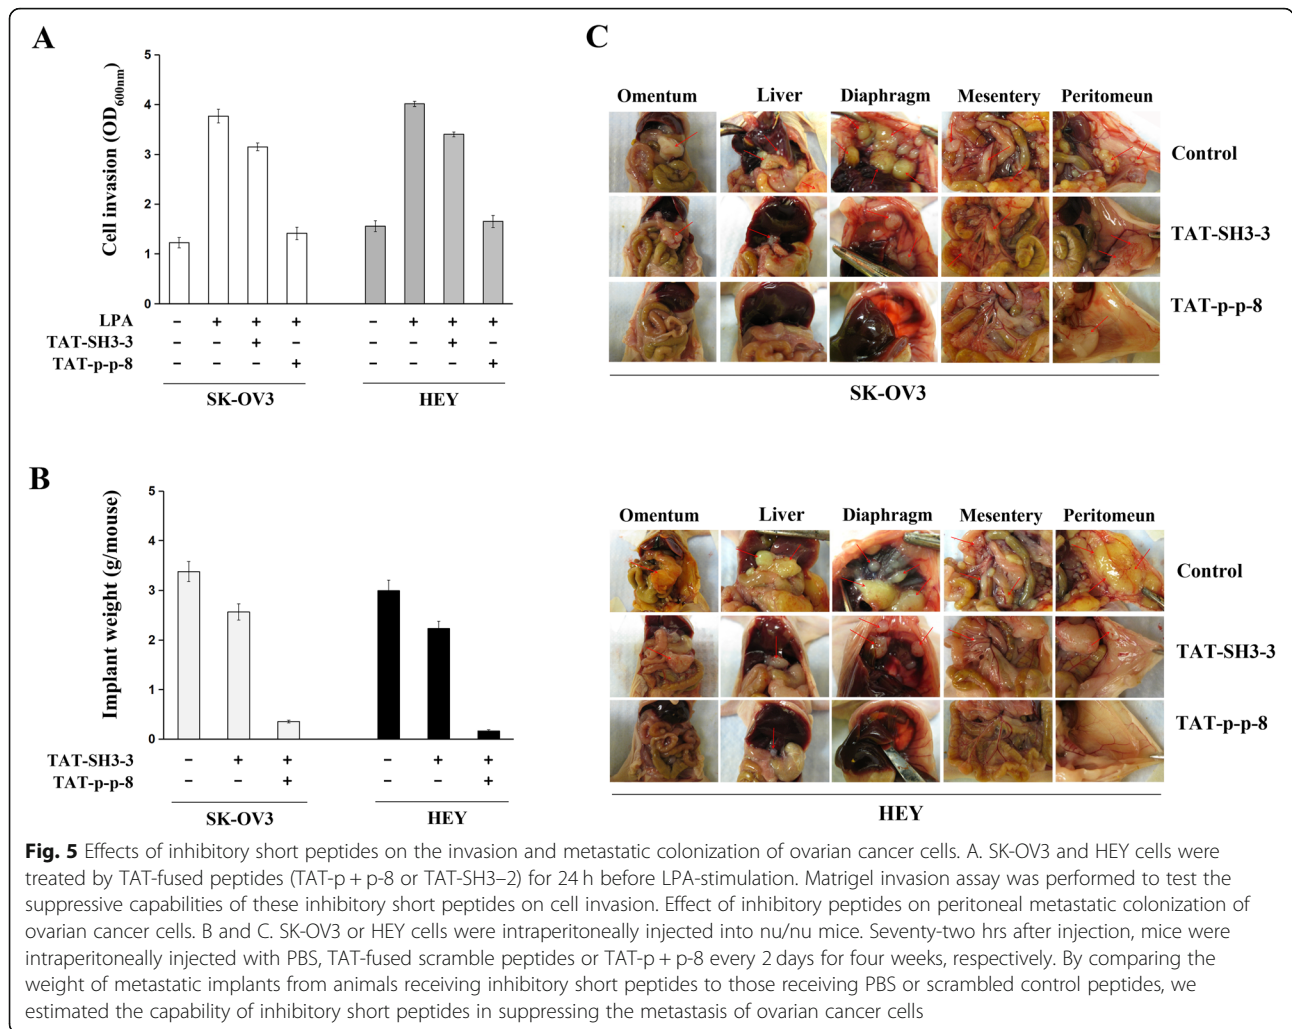 A
Cell invasion (OD600nm)
5
4
3
2
1
0
LPA − + + + − + + +
TAT-SH3-3 − − + − − − + −
TAT-p-p-8 − − − + − − − +
SK-OV3 HEY
C
Omentum Liver Diaphragm Mesentery Peritomeun
Control
TAT-SH3-3
TAT-p-p-8
SK-OV3
B
Implant weight (g/mouse)
5
4
3
2
1
0
TAT-SH3-3 − + + − + +
TAT-p-p-8 − − + − − +
SK-OV3 HEY
Omentum Liver Diaphragm Mesentery Peritomeun
Control
TAT-SH3-3
TAT-p-p-8
HEY
Fig. 5 Effects of inhibitory short peptides on the invasion and metastatic colonization of ovarian cancer cells. A. SK-OV3 and HEY cells were
treated by TAT-fused peptides (TAT-p + p-8 or TAT-SH3–2) for 24 h before LPA-stimulation. Matrigel invasion assay was performed to test the
suppressive capabilities of these inhibitory short peptides on cell invasion. Effect of inhibitory peptides on peritoneal metastatic colonization of
ovarian cancer cells. B and C. SK-OV3 or HEY cells were intraperitoneally injected into nu/nu mice. Seventy-two hrs after injection, mice were
intraperitoneally injected with PBS, TAT-fused scramble peptides or TAT-p + p-8 every 2 days for four weeks, respectively. By comparing the
weight of metastatic implants from animals receiving inhibitory short peptides to those receiving PBS or scrambled control peptides, we
estimated the capability of inhibitory short peptides in suppressing the metastasis of ovarian cancer cells